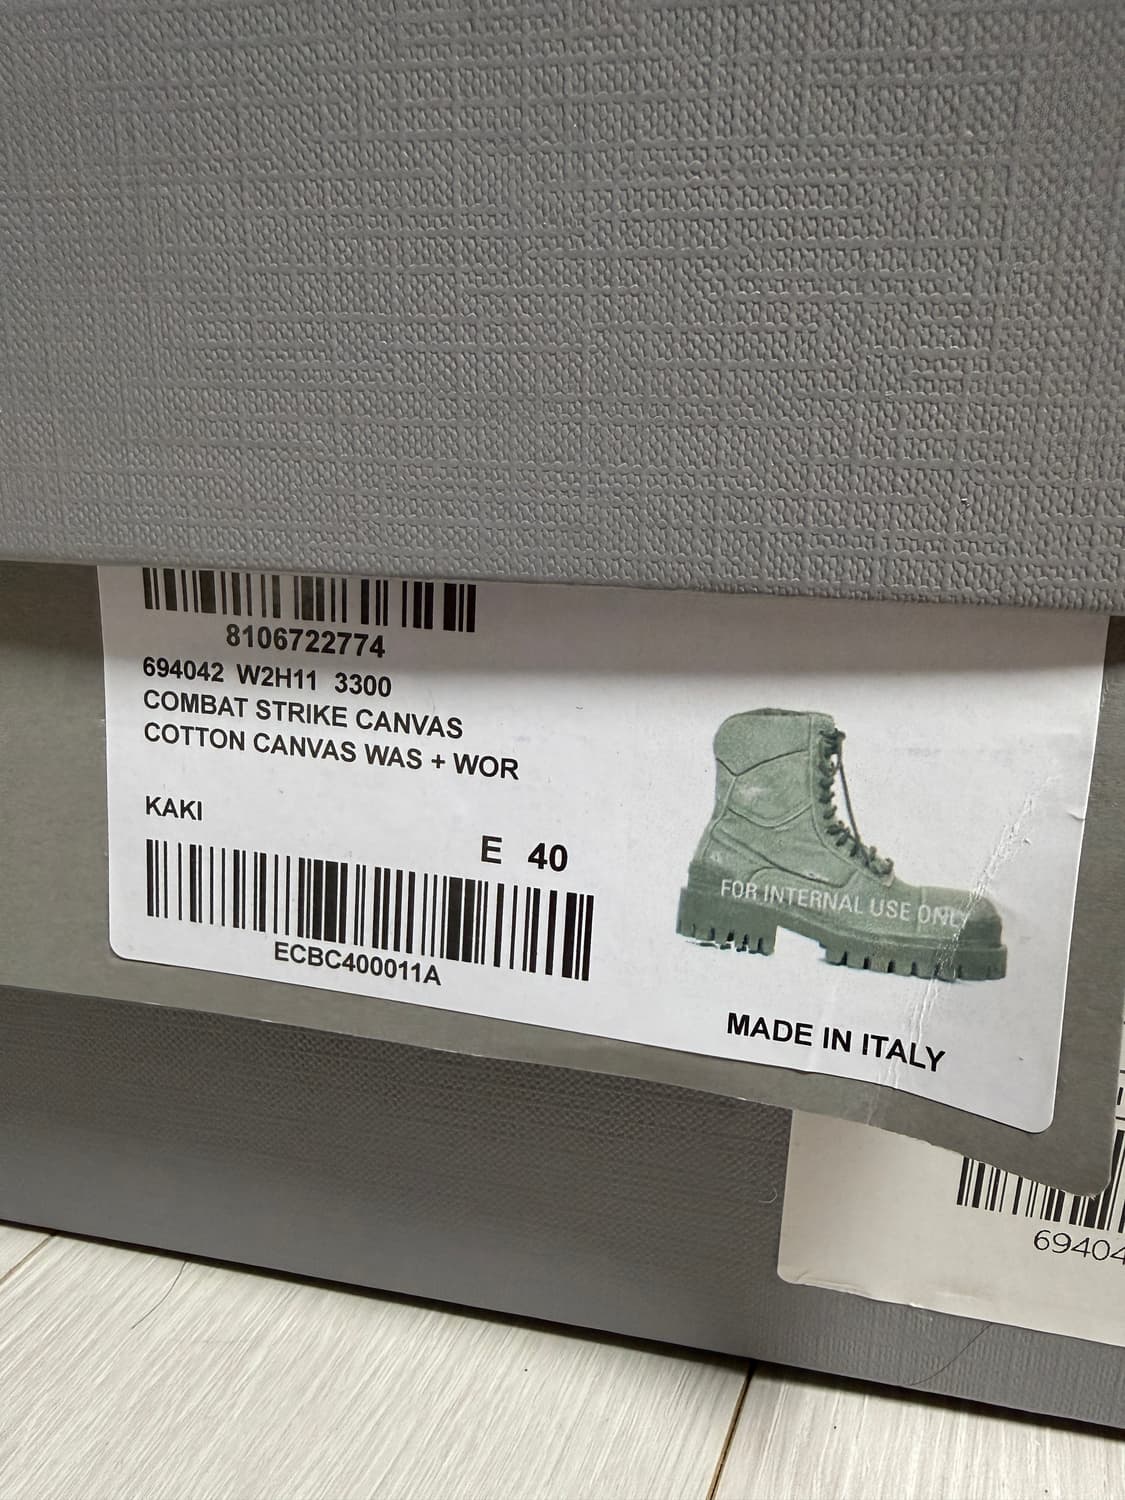 8106722774
694042 W2H11 3300
COMBAT STRIKE CANVAS
COTTON CANVAS WAS + WOR
KAKI
E 40
ECBC400011A
FOR INTERNAL USE ONLY
MADE IN ITALY
69404